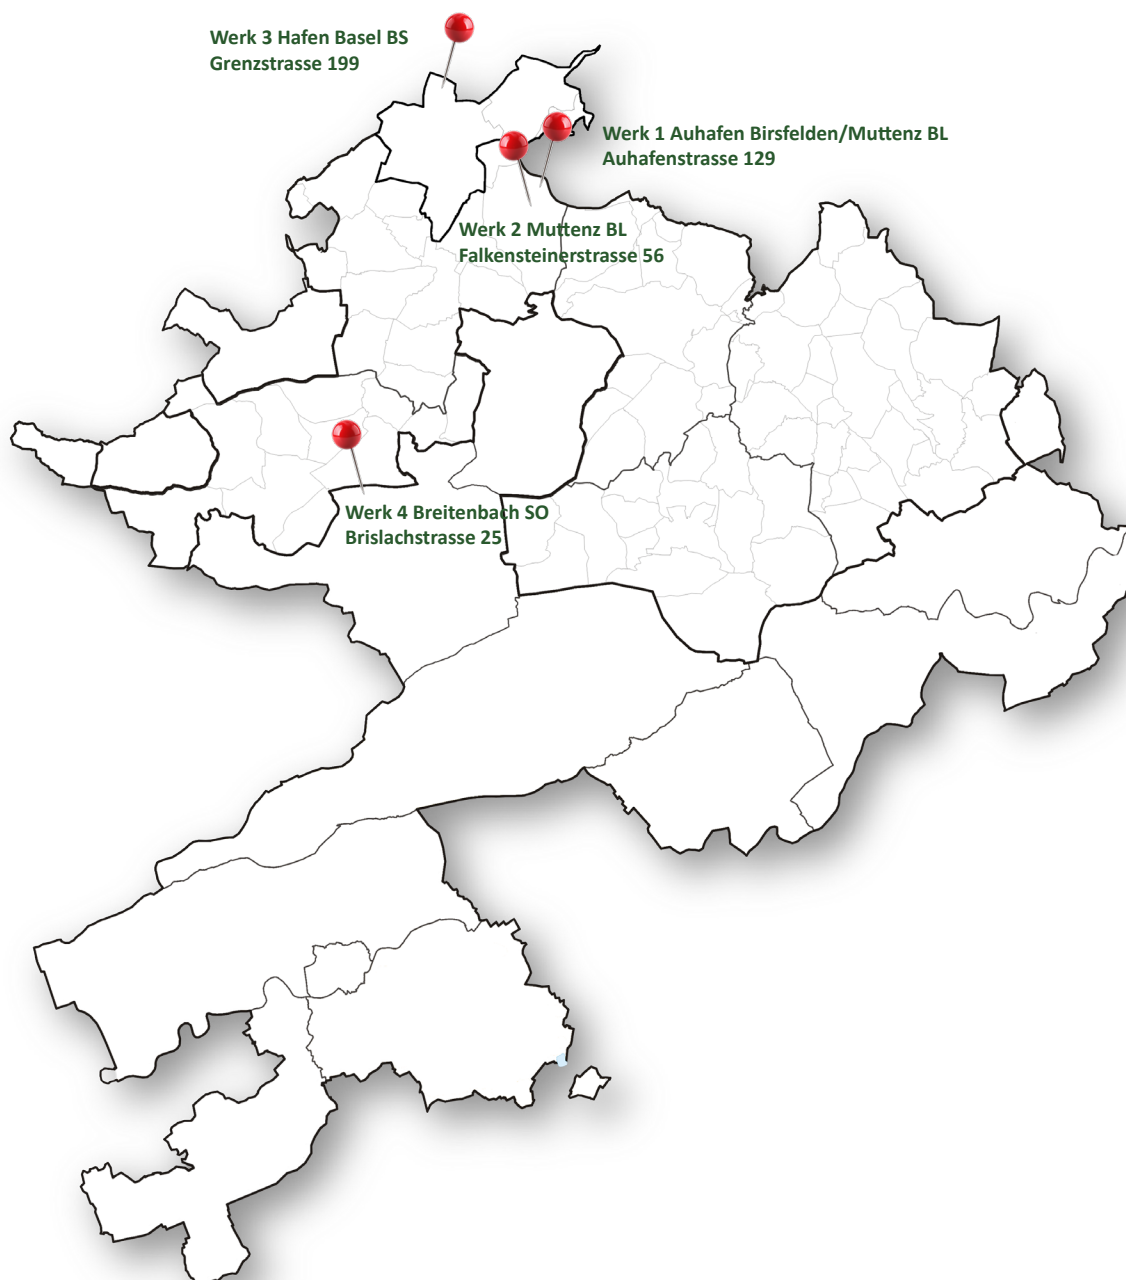 Werk 3 Hafen Basel BS
Grenzstrasse 199
Werk 1 Auhafen Birsfelden/Muttenz BL
Auhafenstrasse 129
Werk 2 Muttenz BL
Falkensteinerstrasse 56
Werk 4 Breitenbach SO
Brislachstrasse 25